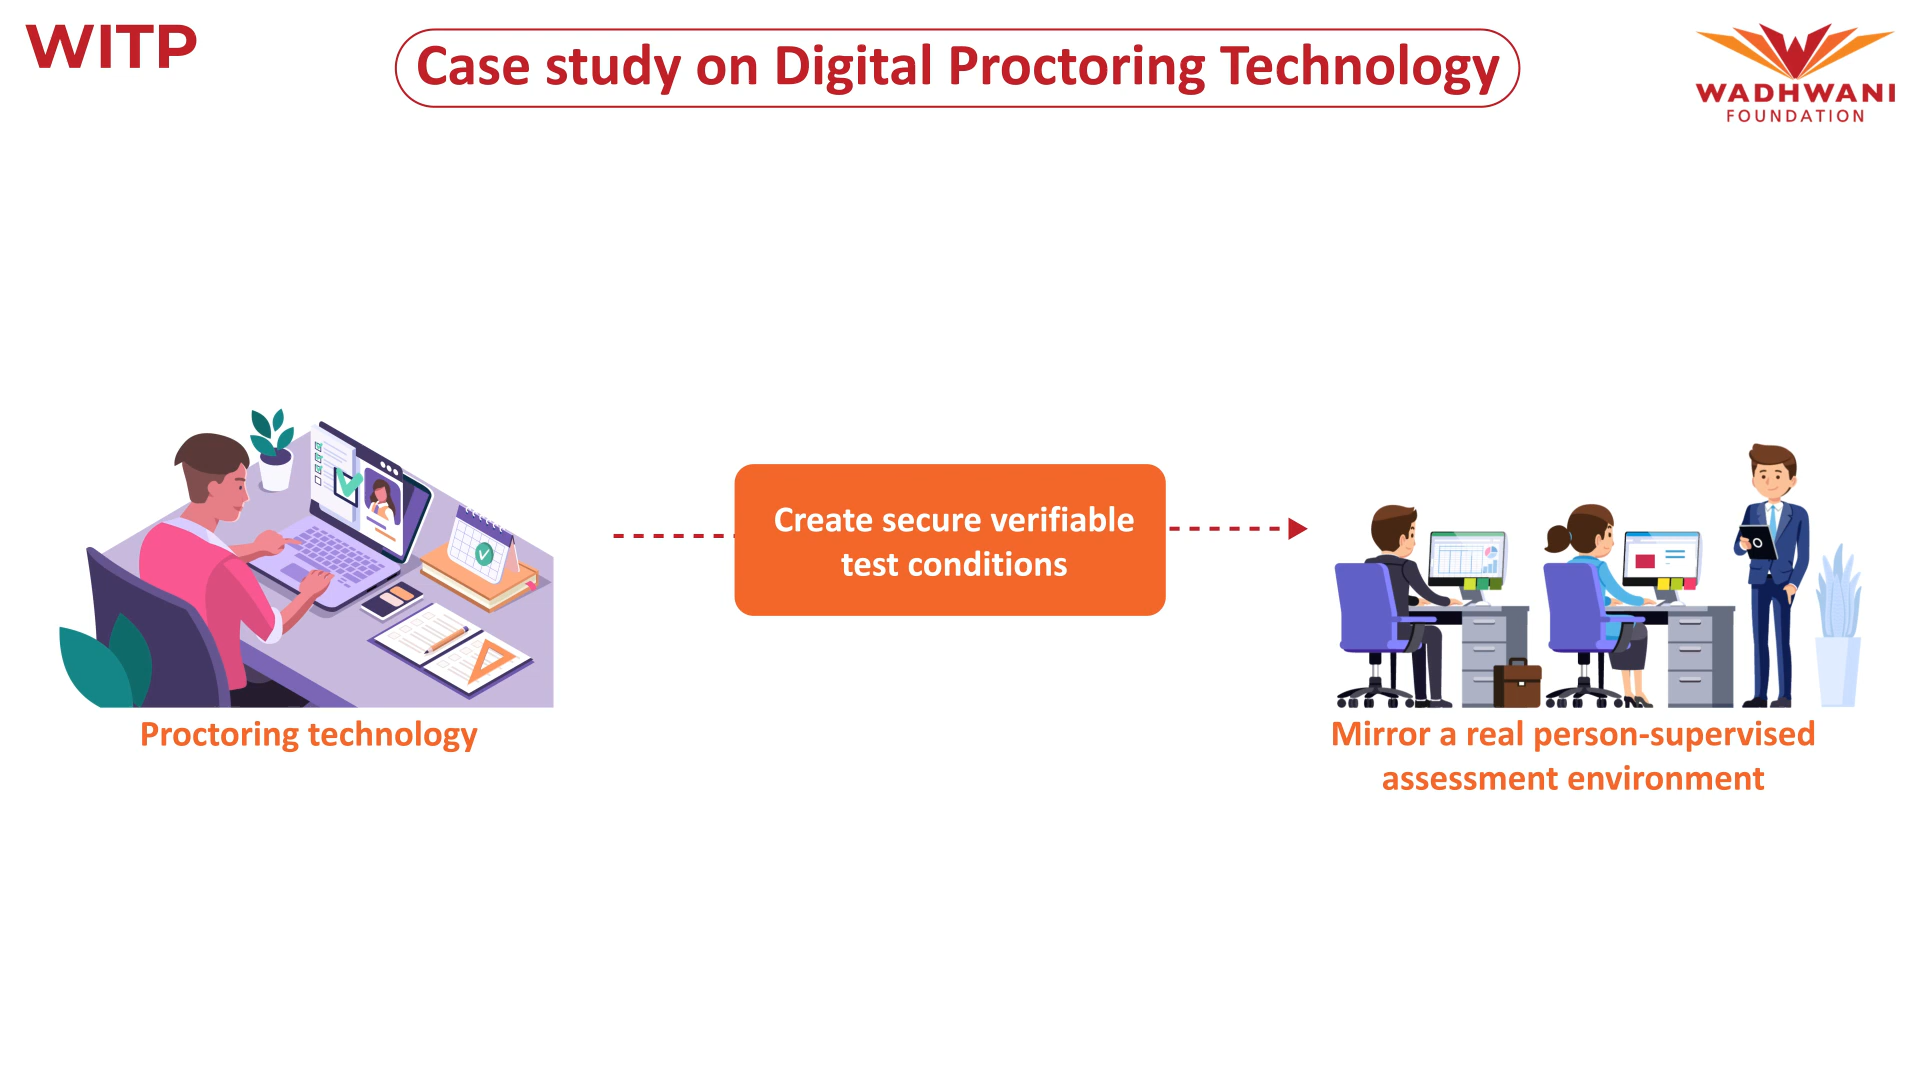 WITP
Case study on Digital Proctoring Technology
WADHWANI
FOUNDATION
Create secure verifiable
test conditions
Proctoring technology
Mirror a real person-supervised
assessment environment